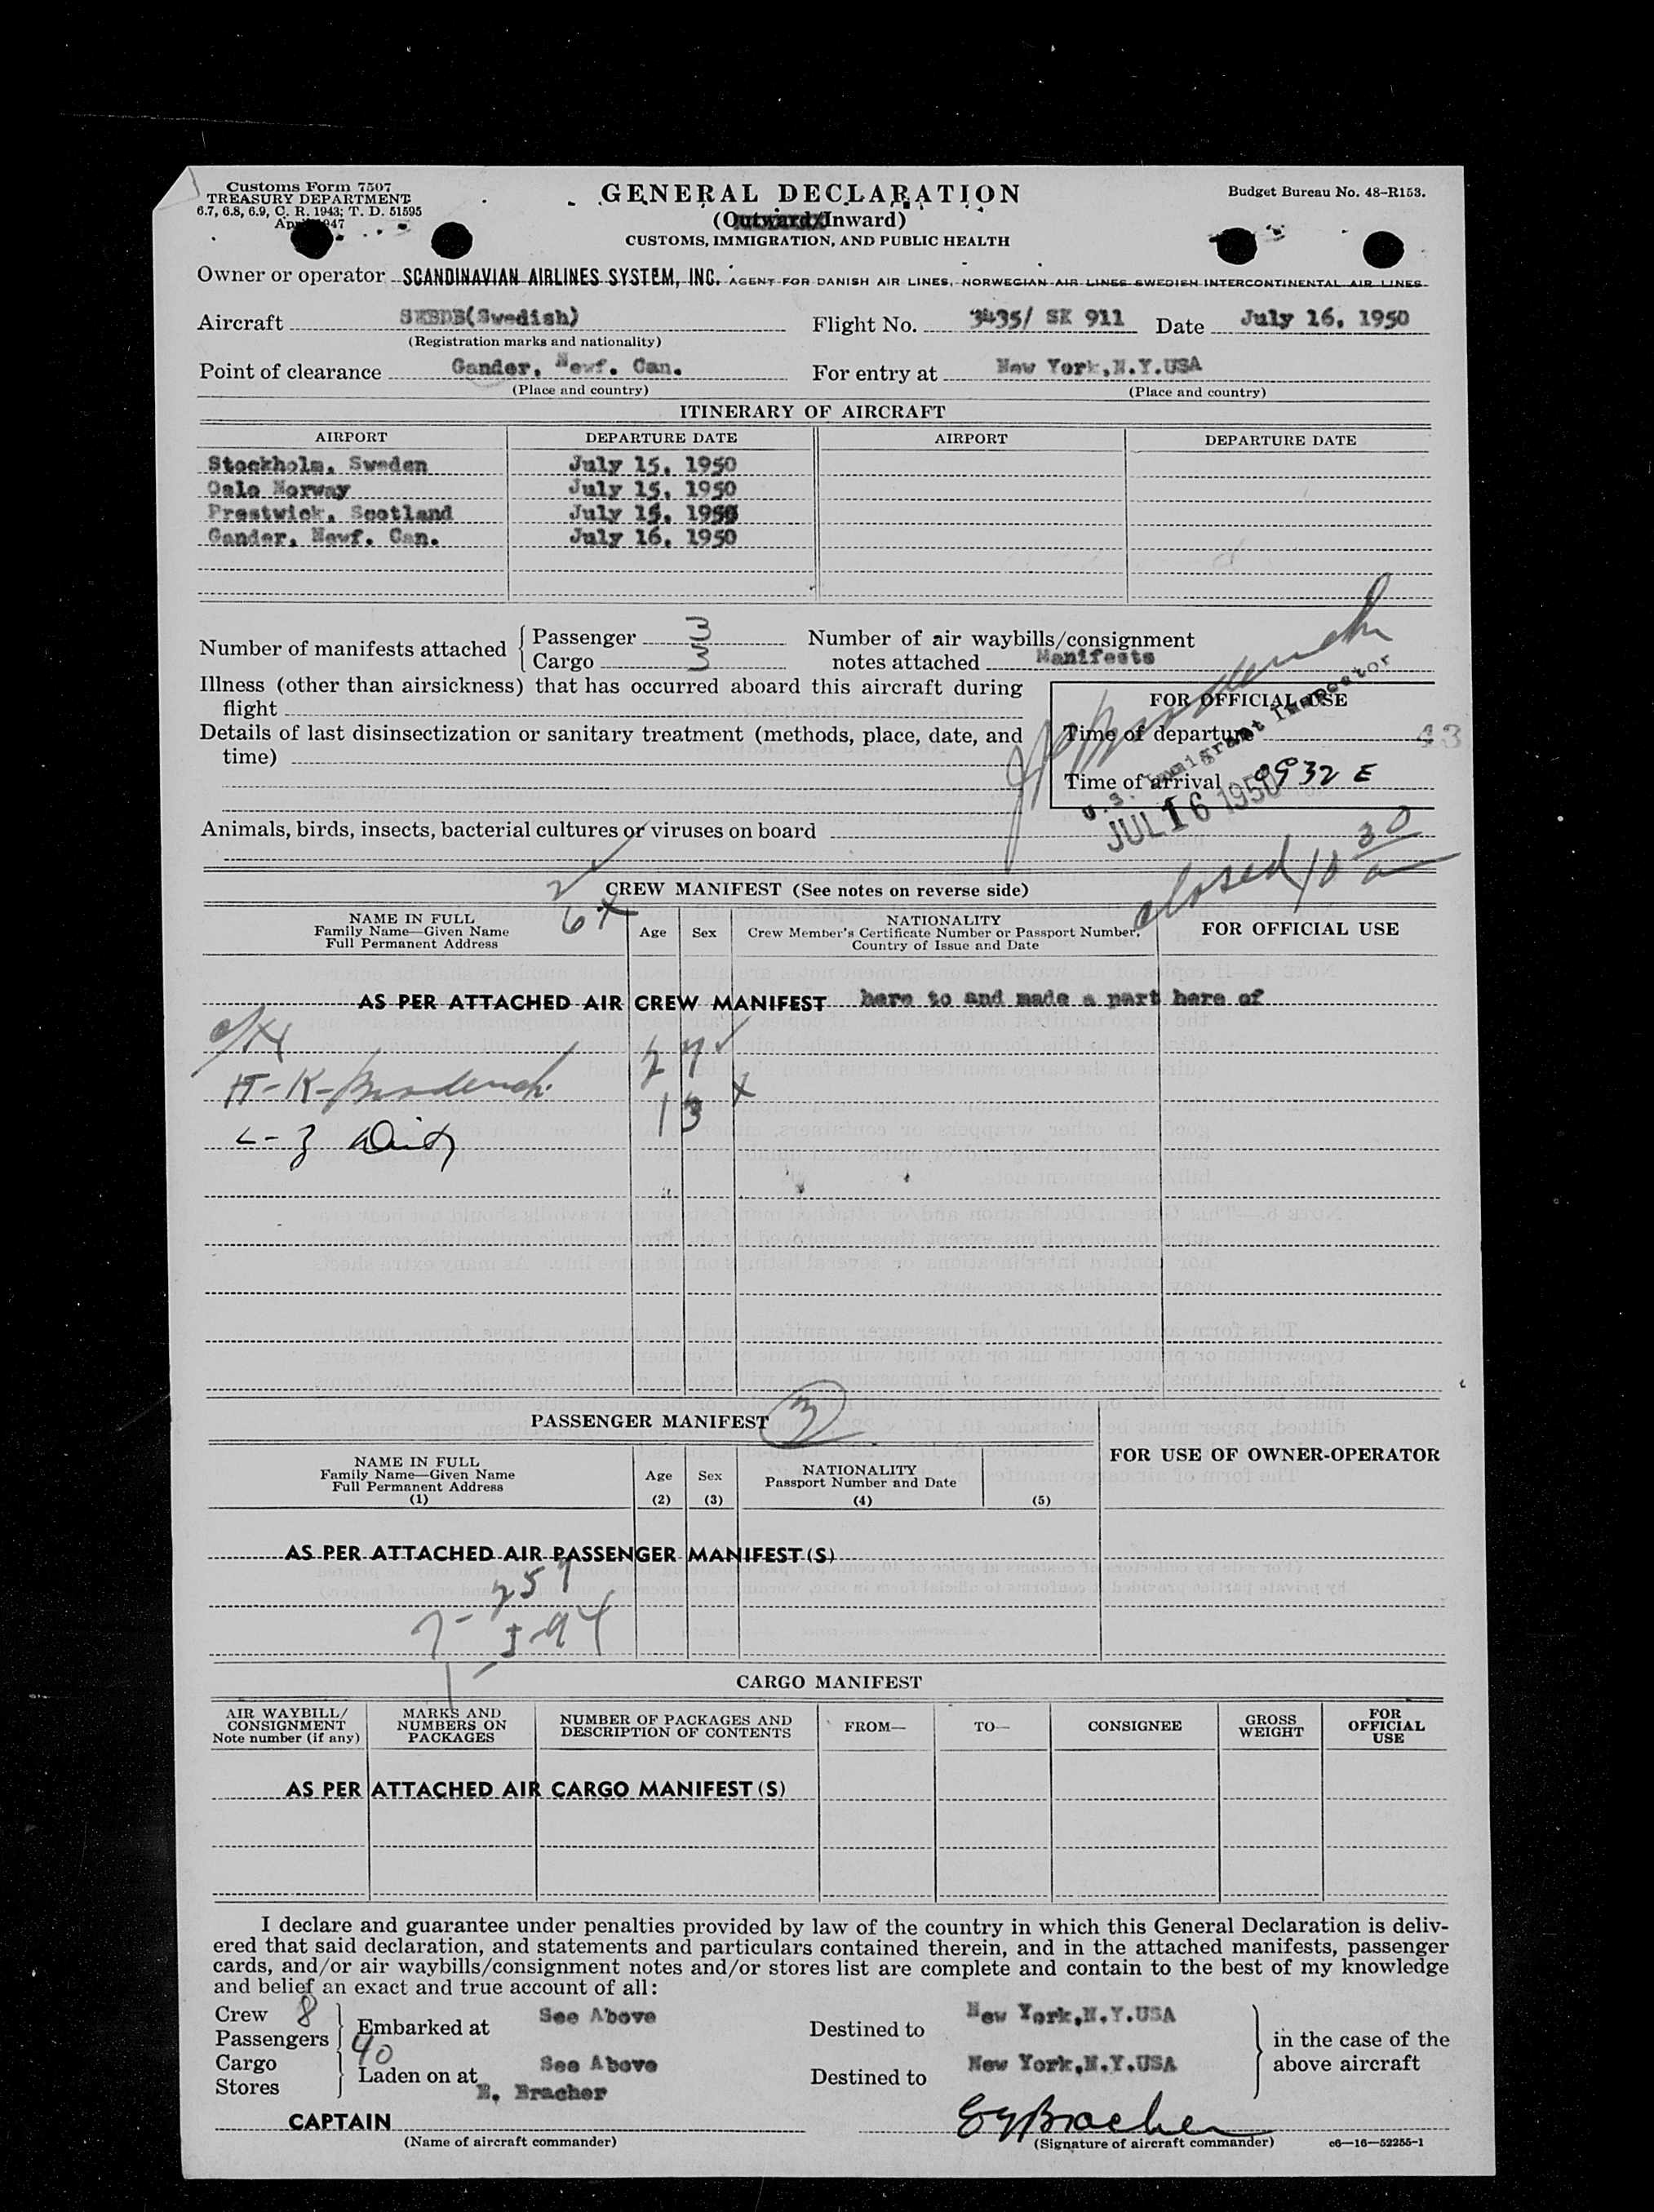 Customs Form 7507
TREASURY DEPARTMENT
6.7, 6.8, 6.9, C. R. 1943; T. D. 51595
GENERAL DECLARATION
(Outward/Inward)
CUSTOMS, IMMIGRATION, AND PUBLIC HEALTH
Budget Bureau No. 48-R153.
Owner or operator SCANDINAVIAN AIRLINES SYSTEM, INC. AGENT FOR DANISH AIR LINES, NORWEGIAN AIR LINES SWEDISH INTERCONTINENTAL AIR LINES
Aircraft SEBDB(Swedish) Flight No. 3435/ SK 911 Date July 16, 1950
(Registration marks and nationality)
Point of clearance Gander, Newf. Can. For entry at New York,N.Y.USA
(Place and country) (Place and country)
ITINERARY OF AIRCRAFT
AIRPORT DEPARTURE DATE AIRPORT DEPARTURE DATE
Stockholm, Sweden July 15, 1950
Oslo Norway July 15, 1950
Prestwick, Scotland July 15, 1950
Gander, Newf. Can. July 16, 1950
Number of manifests attached Passenger 3 Number of air waybills/consignment
Cargo 3 notes attached Manifests
Illness (other than airsickness) that has occurred aboard this aircraft during
flight
Details of last disinsectization or sanitary treatment (methods, place, date, and
time)
FOR OFFICIAL USE
Time of departure
43
Time of arrival 0932 E
U.S. Immigrant Inspector
JUL 16 1950
Animals, birds, insects, bacterial cultures or viruses on board
closed 10 30 a
CREW MANIFEST (See notes on reverse side)
2 ✓
6 x
NAME IN FULL
Family Name—Given Name
Full Permanent Address
Age Sex
NATIONALITY
Crew Member's Certificate Number or Passport Number,
Country of Issue and Date
FOR OFFICIAL USE
AS PER ATTACHED AIR CREW MANIFEST here to and made a part here of
27 ✓
13 x
PASSENGER MANIFEST 3
NAME IN FULL
Family Name—Given Name
Full Permanent Address
(1)
Age
(2)
Sex
(3)
NATIONALITY
Passport Number and Date
(4)
(5)
FOR USE OF OWNER-OPERATOR
AS PER ATTACHED AIR PASSENGER MANIFEST(S)
257
CARGO MANIFEST
AIR WAYBILL/
CONSIGNMENT
Note number (if any)
MARKS AND
NUMBERS ON
PACKAGES
NUMBER OF PACKAGES AND
DESCRIPTION OF CONTENTS
FROM—
TO—
CONSIGNEE
GROSS
WEIGHT
FOR
OFFICIAL
USE
AS PER ATTACHED AIR CARGO MANIFEST(S)
I declare and guarantee under penalties provided by law of the country in which this General Declaration is deliv-
ered that said declaration, and statements and particulars contained therein, and in the attached manifests, passenger
cards, and/or air waybills/consignment notes and/or stores list are complete and contain to the best of my knowledge
and belief an exact and true account of all:
Crew 8
Passengers 40
Embarked at See Above Destined to New York,N.Y.USA
Cargo
Stores
Laden on at See Above Destined to New York,N.Y.USA
in the case of the
above aircraft
E. Bracher
CAPTAIN
(Name of aircraft commander)
(Signature of aircraft commander)
c6—16—52255-1